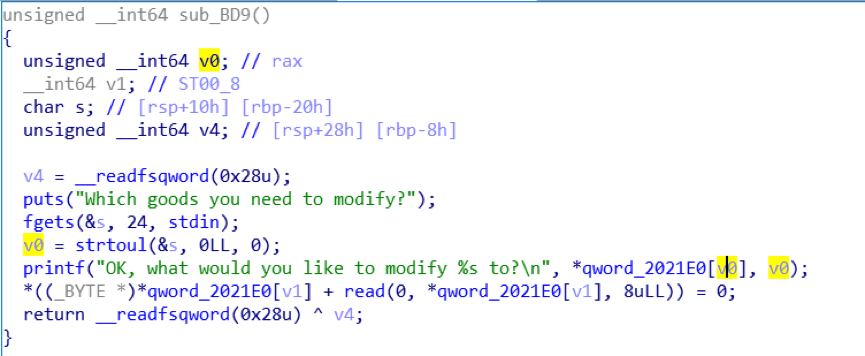 unsigned __int64 sub_BD9()
{
  unsigned __int64 v0; // rax
  __int64 v1; // ST00_8
  char s; // [rsp+10h] [rbp-20h]
  unsigned __int64 v4; // [rsp+28h] [rbp-8h]

  v4 = __readfsqword(0x28u);
  puts("Which goods you need to modify?");
  fgets(&s, 24, stdin);
  v0 = strtoul(&s, 0LL, 0);
  printf("OK, what would you like to modify %s to?\n", *qword_2021E0[v0], v0);
  *((_BYTE *)*qword_2021E0[v1] + read(0, *qword_2021E0[v1], 8uLL)) = 0;
  return __readfsqword(0x28u) ^ v4;
}